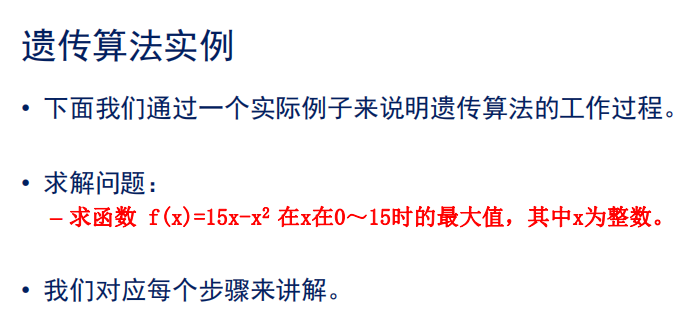 遗传算法实例
• 下面我们通过一个实际例子来说明遗传算法的工作过程。
• 求解问题：
– 求函数 f(x)=15x-x² 在x在0～15时的最大值，其中x为整数。
• 我们对应每个步骤来讲解。